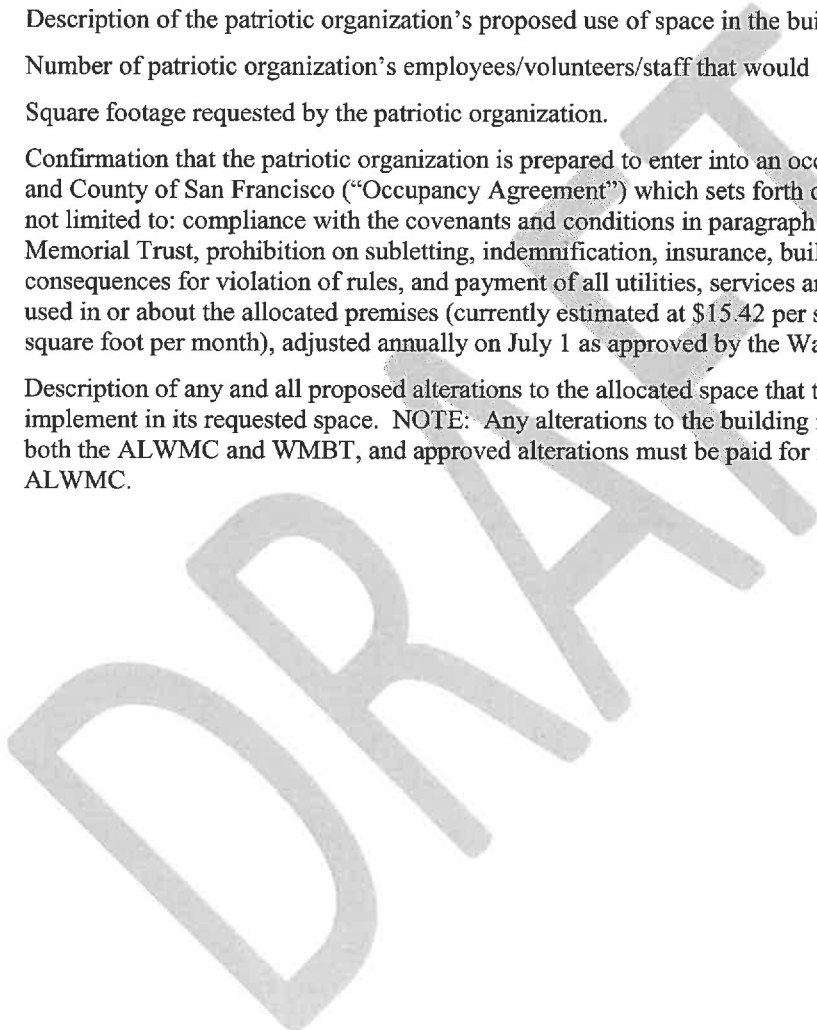 Description of the patriotic organization's proposed use of space in the bui
Number of patriotic organization's employees/volunteers/staff that would
Square footage requested by the patriotic organization.
Confirmation that the patriotic organization is prepared to enter into an occ
and County of San Francisco ("Occupancy Agreement") which sets forth c
not limited to: compliance with the covenants and conditions in paragraph
Memorial Trust, prohibition on subletting, indemnification, insurance, buil
consequences for violation of rules, and payment of all utilities, services an
used in or about the allocated premises (currently estimated at $15.42 per s
square foot per month), adjusted annually on July 1 as approved by the Wa
Description of any and all proposed alterations to the allocated space that t
implement in its requested space. NOTE: Any alterations to the building
both the ALWMC and WMBT, and approved alterations must be paid for
ALWMC.
DRAFT